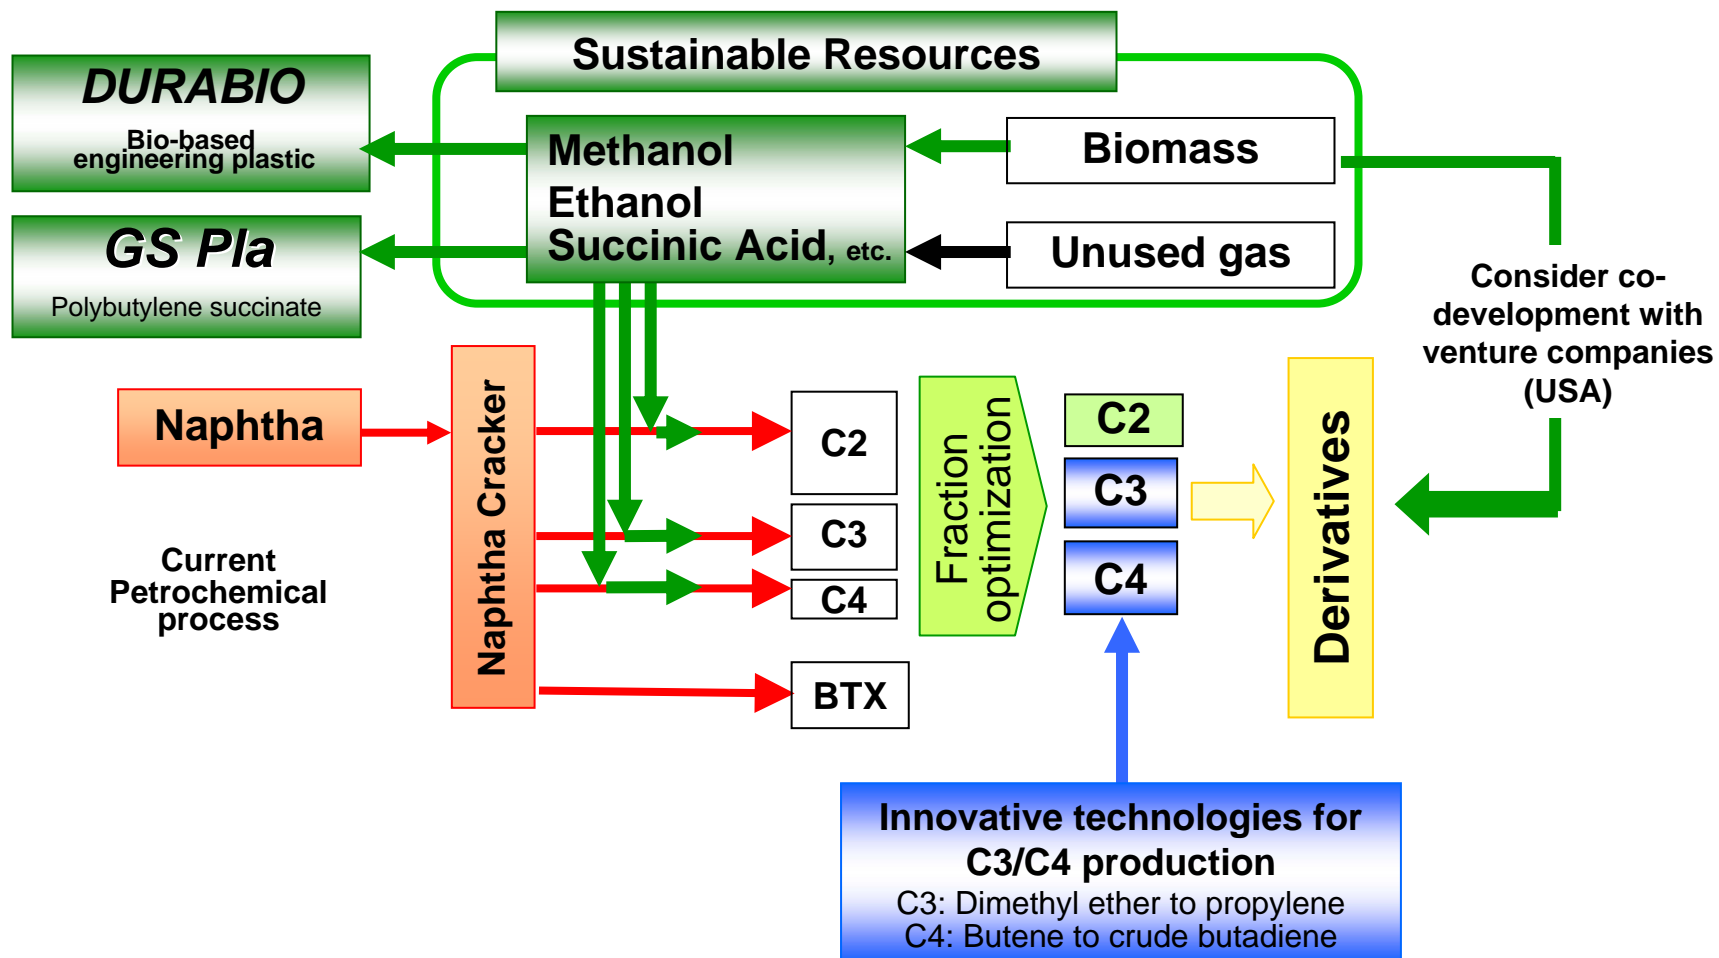 Sustainable Resources
DURABIO
Bio-based
engineering plastic
GS Pla
Polybutylene succinate
Methanol
Ethanol
Succinic Acid, etc.
Biomass
Unused gas
Consider co-
development with
venture companies
(USA)
Naphtha
Current
Petrochemical
process
Naphtha Cracker
C2
C3
C4
BTX
Fraction
optimization
C2
C3
C4
Derivatives
Innovative technologies for
C3/C4 production
C3: Dimethyl ether to propylene
C4: Butene to crude butadiene